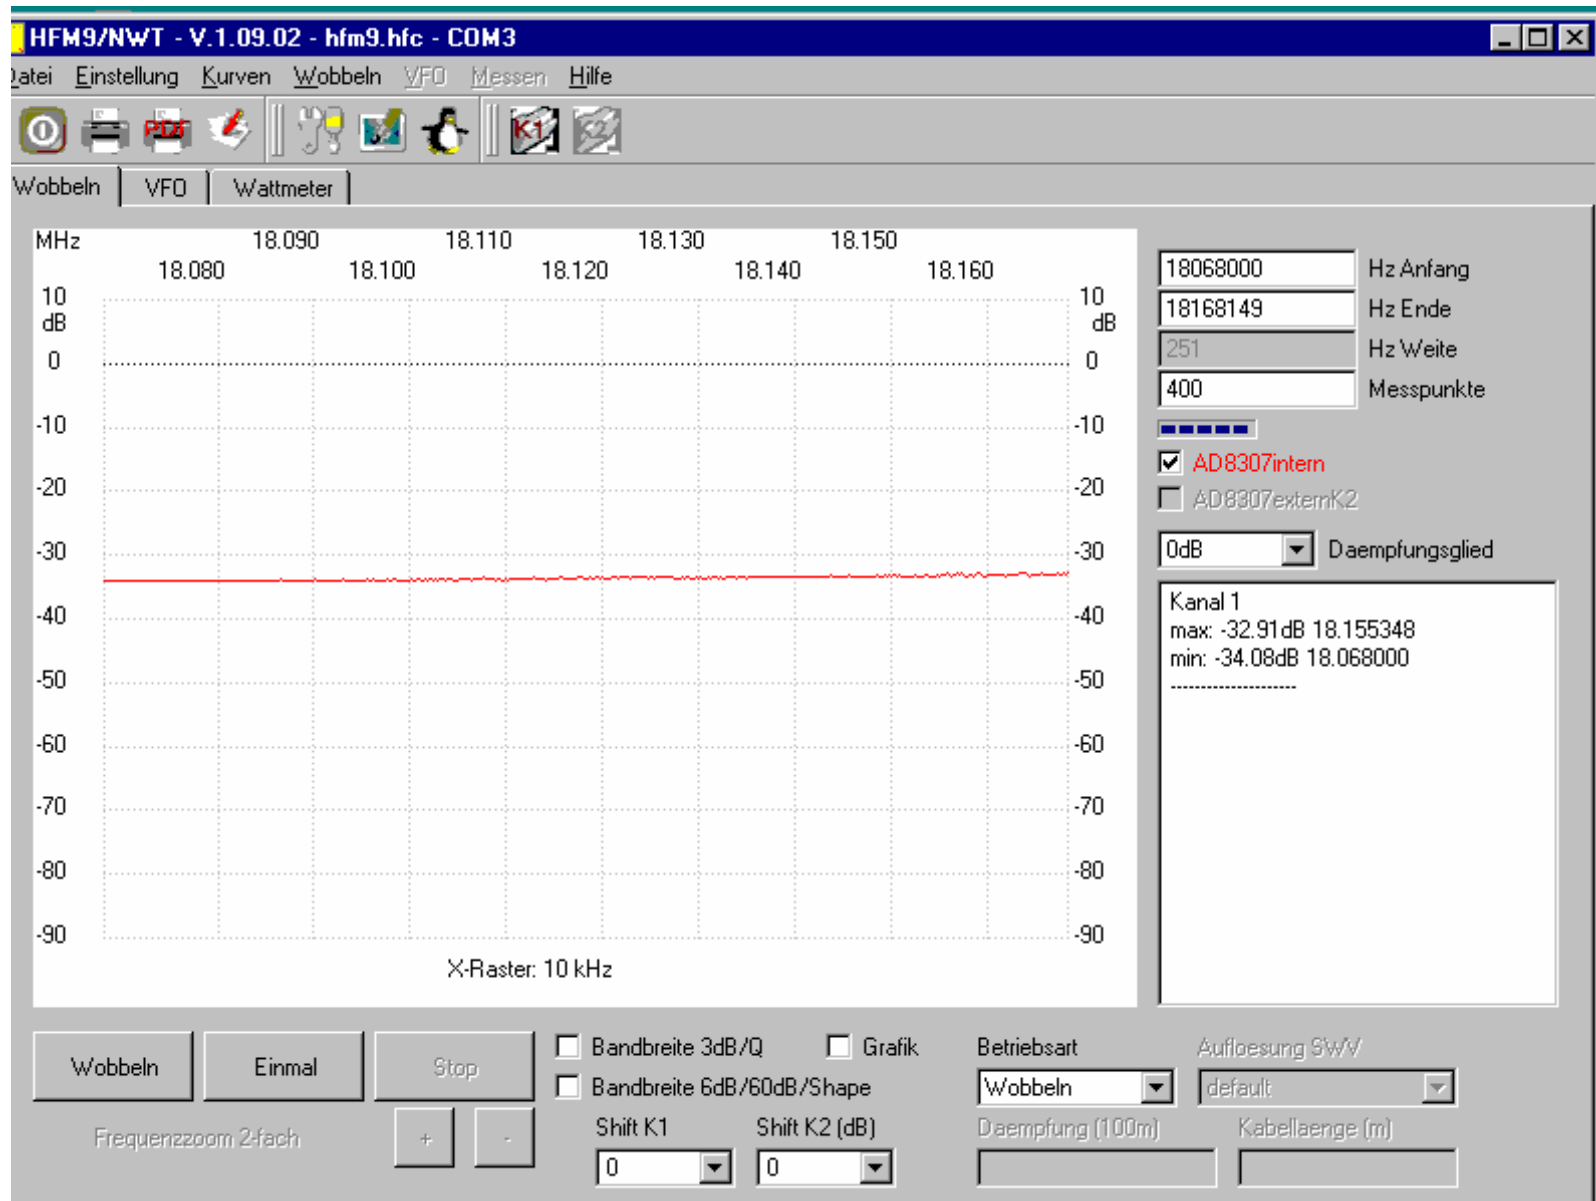 HFM9/NWT - V.1.09.02 - hfm9.hfc - COM3
Datei Einstellung Kurven Wobbeln VFO Messen Hilfe
PDF K1 K2
Wobbeln VFO Wattmeter
MHz 18.090 18.110 18.130 18.150
18.080 18.100 18.120 18.140 18.160
10 10
dB dB
0 0
-10 -10
-20 -20
-30 -30
-40 -40
-50 -50
-60 -60
-70 -70
-80 -80
-90 -90
X-Raster: 10 kHz
18068000 Hz Anfang
18168149 Hz Ende
251 Hz Weite
400 Messpunkte
AD8307intern
AD8307externK2
0dB Daempfungsglied
Kanal 1
max: -32.91dB 18.155348
min: -34.08dB 18.068000
---------------------
Wobbeln Einmal Stop
Frequenzzoom 2-fach + -
Bandbreite 3dB/Q Grafik
Bandbreite 6dB/60dB/Shape
Shift K1 Shift K2 (dB)
0 0
Betriebsart Aufloesung SWV
Wobbeln default
Daempfung (100m) Kabellaenge (m)